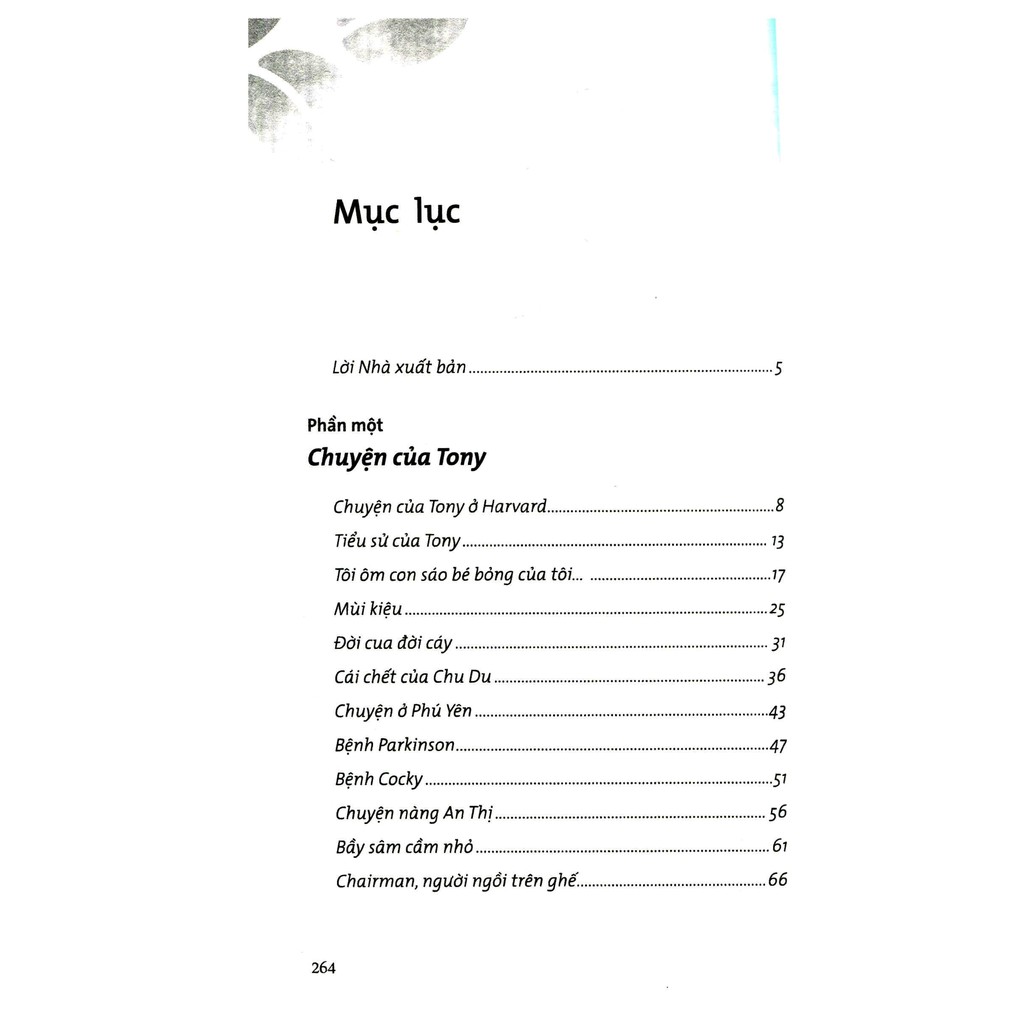 Mục lục
Lời Nhà xuất bản........................................................................5
Phần một
Chuyện của Tony
Chuyện của Tony ở Harvard........................................................8
Tiểu sử của Tony........................................................................ 13
Tôi ôm con sáo bé bỏng của tôi... ..............................................17
Mùi kiệu........................................................................25
Đời cua đời cáy........................................................................ 31
Cái chết của Chu Du.................................................................. 36
Chuyện ở Phú Yên........................................................................43
Bệnh Parkinson........................................................................47
Bệnh Cocky........................................................................51
Chuyện nàng An Thị.................................................................. 56
Bầy sâm cầm nhỏ........................................................................ 61
Chairman, người ngồi trên ghế................................................ 66
264